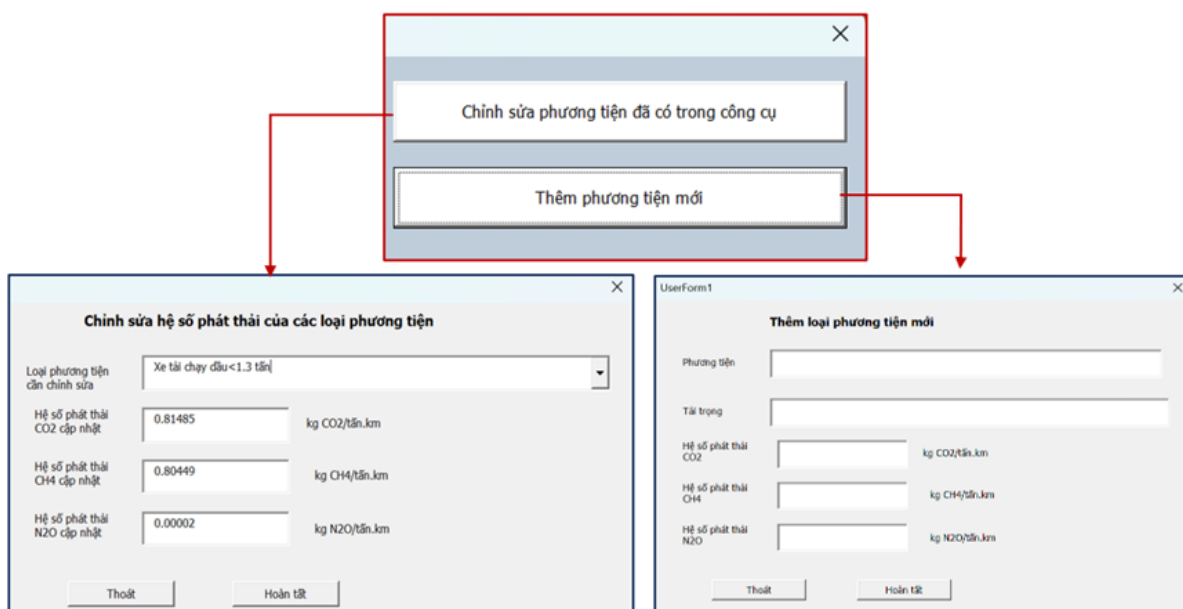 Chỉnh sửa phương tiện đã có trong công cụ
Thêm phương tiện mới
Chỉnh sửa hệ số phát thải của các loại phương tiện
Loại phương tiện
cần chỉnh sửa
Xe tải chạy dầu<1.3 tấn
Hệ số phát thải
CO2 cập nhật
0.81485
kg CO2/tấn.km
Hệ số phát thải
CH4 cập nhật
0.80449
kg CH4/tấn.km
Hệ số phát thải
N2O cập nhật
0.00002
kg N2O/tấn.km
Thoát
Hoàn tất
UserForm1
Thêm loại phương tiện mới
Phương tiện
Tải trọng
Hệ số phát thải
CO2
kg CO2/tấn.km
Hệ số phát thải
CH4
kg CH4/tấn.km
Hệ số phát thải
N2O
kg N2O/tấn.km
Thoát
Hoàn tất